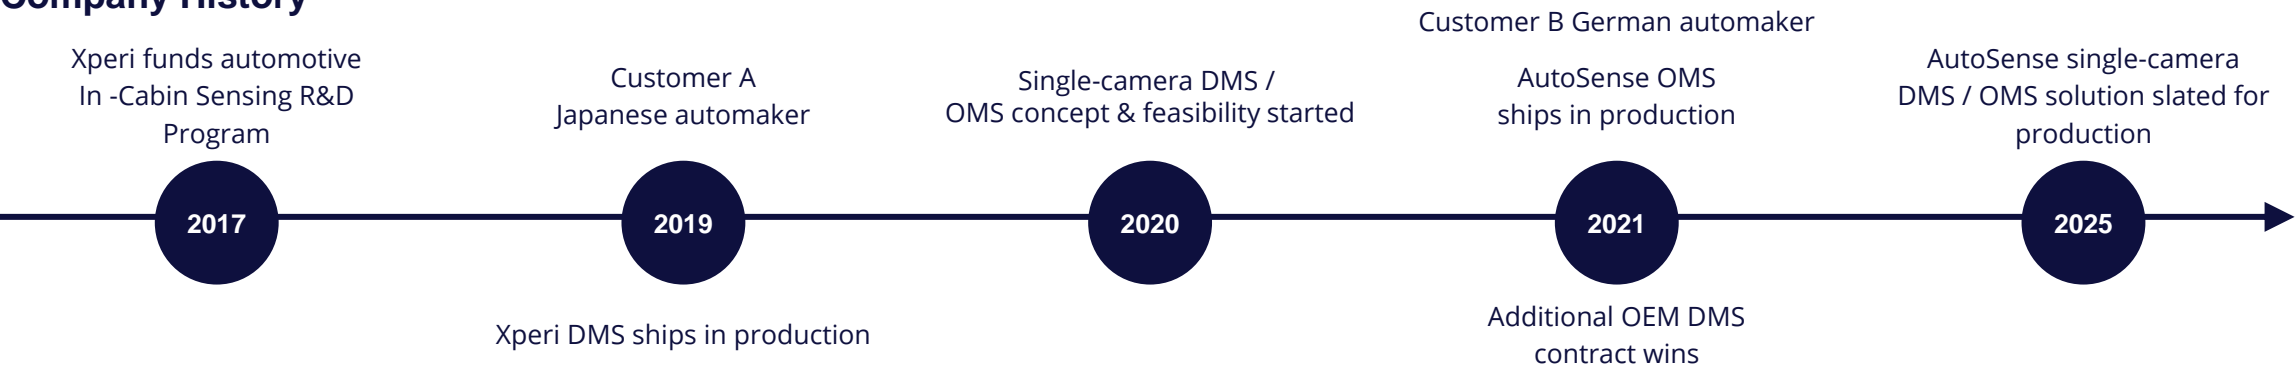 Company History
Xperi funds automotive
In -Cabin Sensing R&D
Program
2017
Customer A
Japanese automaker
2019
Xperi DMS ships in production
Single-camera DMS /
OMS concept & feasibility started
2020
Customer B German automaker
AutoSense OMS
ships in production
2021
Additional OEM DMS
contract wins
AutoSense single-camera
DMS / OMS solution slated for
production
2025